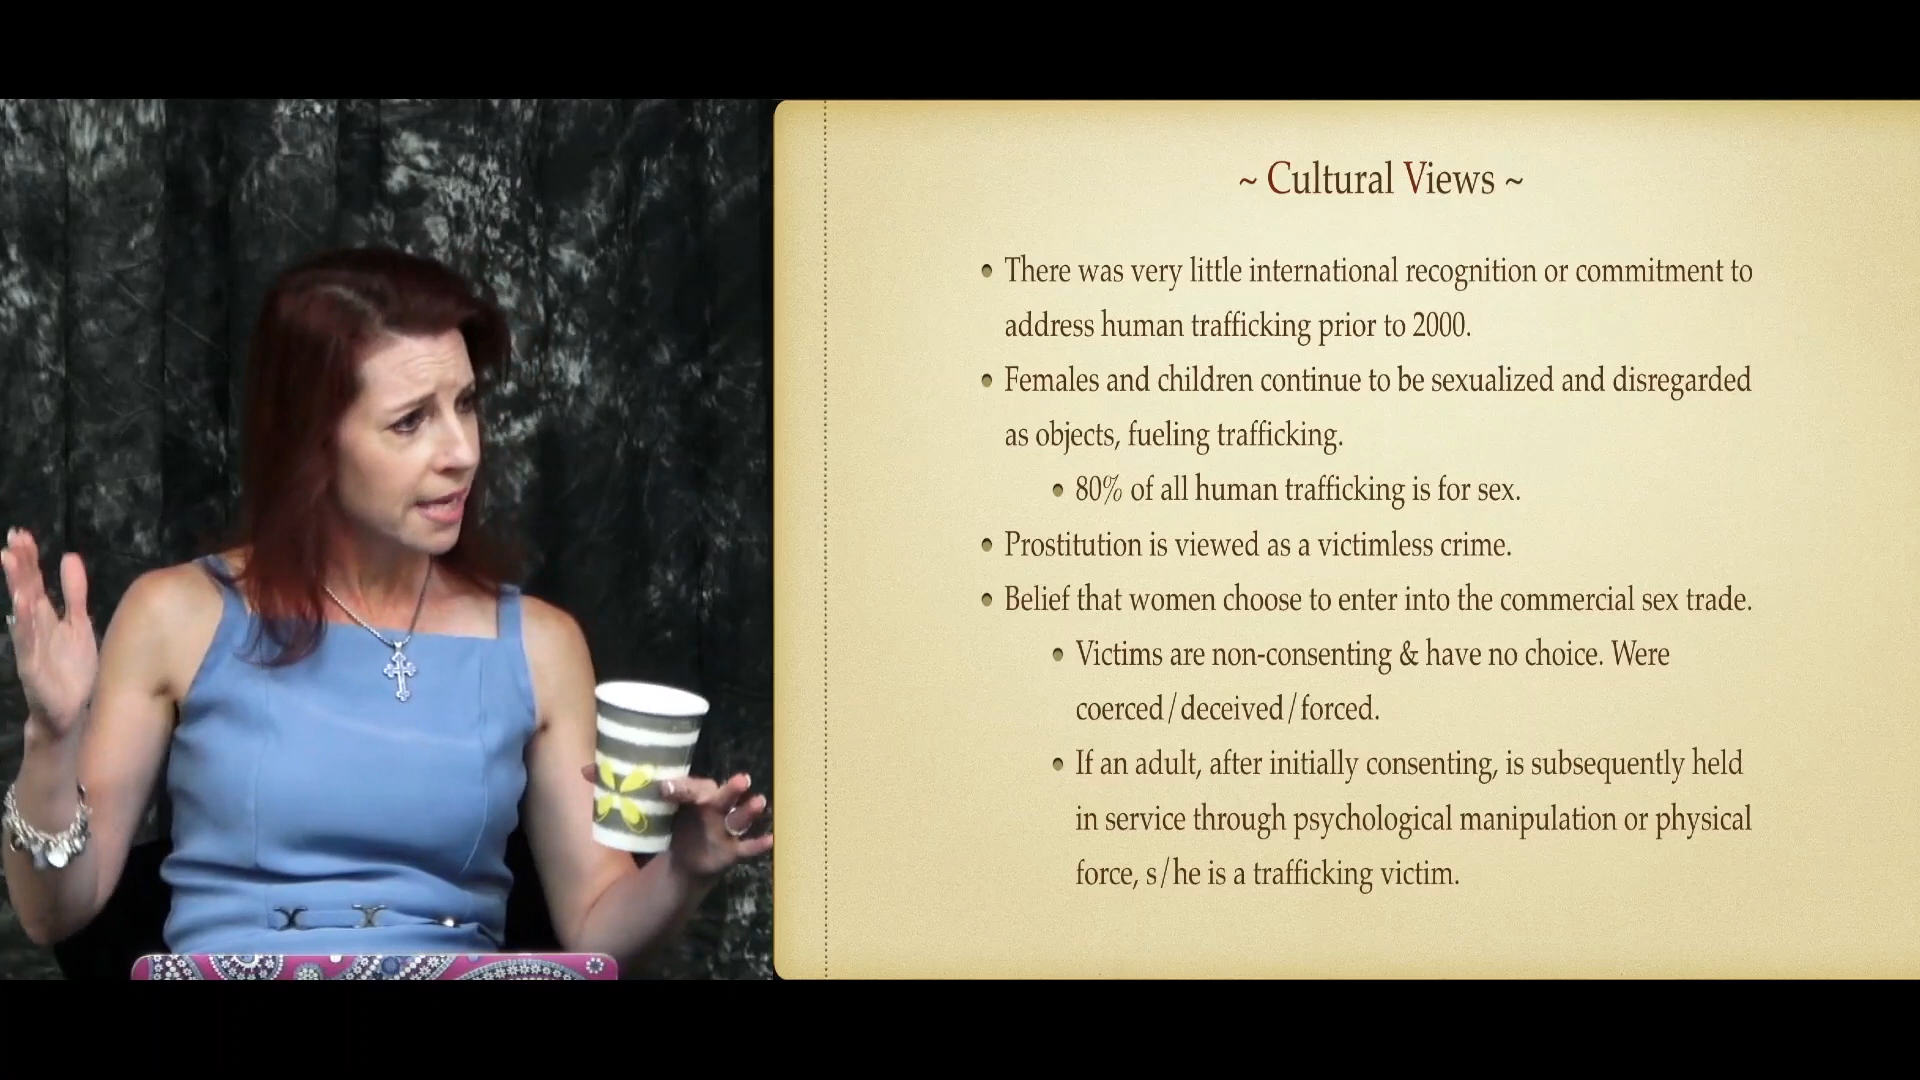 ~ Cultural Views ~
• There was very little international recognition or commitment to
address human trafficking prior to 2000.
• Females and children continue to be sexualized and disregarded
as objects, fueling trafficking.
• 80% of all human trafficking is for sex.
• Prostitution is viewed as a victimless crime.
• Belief that women choose to enter into the commercial sex trade.
• Victims are non-consenting & have no choice. Were
coerced/deceived/forced.
• If an adult, after initially consenting, is subsequently held
in service through psychological manipulation or physical
force, s/he is a trafficking victim.